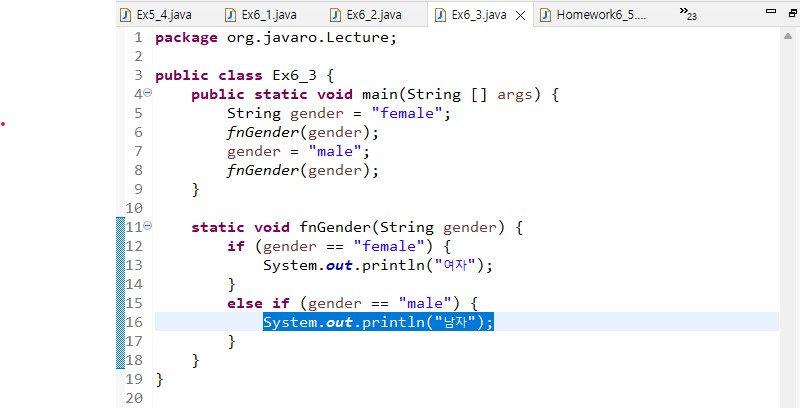 Ex5_4.java Ex6_1.java Ex6_2.java Ex6_3.java Homework6_5.... »23
1 package org.javaro.Lecture;
2
3 public class Ex6_3 {
4 public static void main(String [] args) {
5 String gender = "female";
6 fnGender(gender);
7 gender = "male";
8 fnGender(gender);
9 }
10
11 static void fnGender(String gender) {
12 if (gender == "female") {
13 System.out.println("여자");
14 }
15 else if (gender == "male") {
16 System.out.println("남자");
17 }
18 }
19 }
20